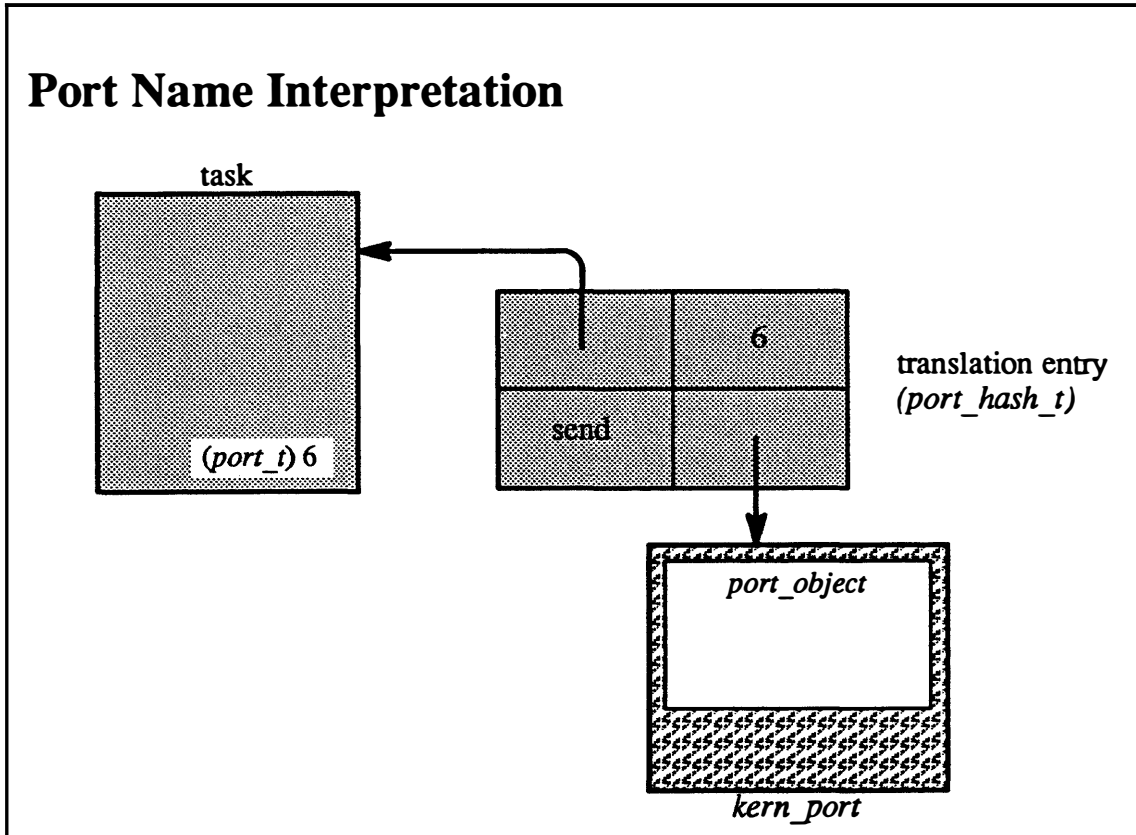 Port Name Interpretation
task
6
translation entry
(port_hash_t)
send
(port_t) 6
port_object
kern_port